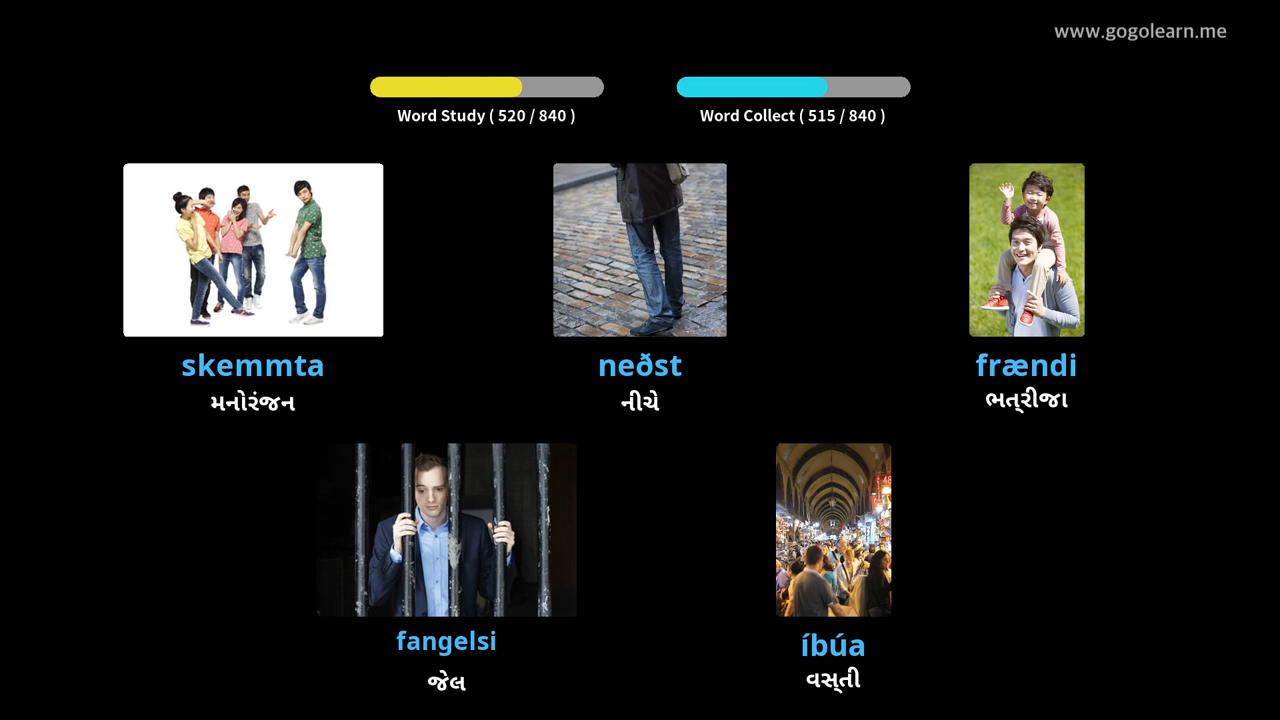 www.gogolearn.me
Word Study ( 520 / 840 )
Word Collect ( 515 / 840 )
skemmta
મનોરંજન
neðst
નીચે
frændi
ભત્રીજા
fangelsi
જેલ
íbúa
વસ્તી